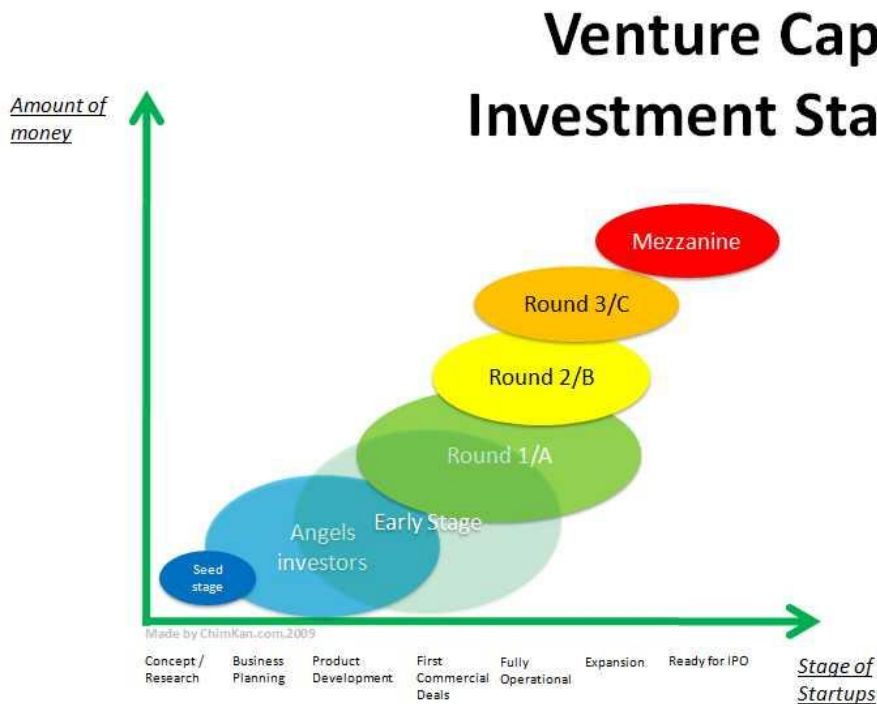 Venture Cap
Investment Sta
Amount of
money
Mezzanine
Round 3/C
Round 2/B
Round 1/A
Early Stage
Angels
investors
Seed
stage
Made by ChimKan.com,2009
Concept /
Research
Business
Planning
Product
Development
First
Commercial
Deals
Fully
Operational
Expansion
Ready for IPO
Stage of
Startups